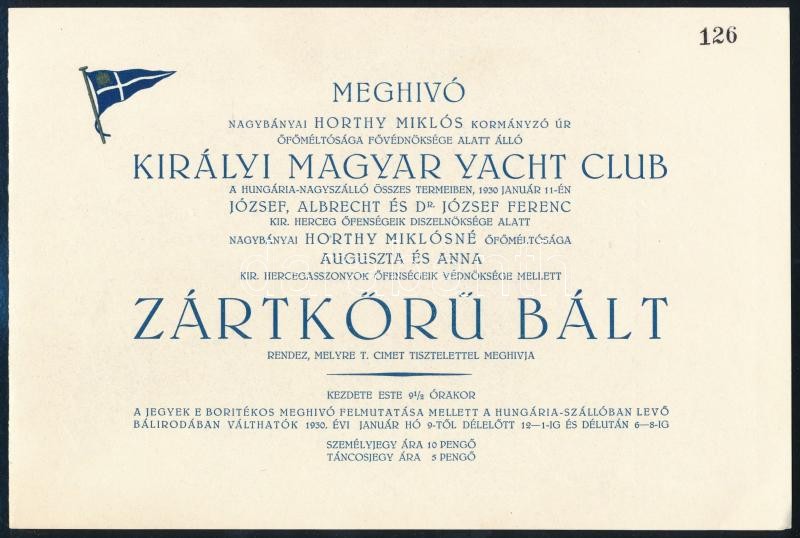 126
MEGHIVÓ
NAGYBÁNYAI HORTHY MIKLÓS KORMÁNYZÓ ÚR
ŐFŐMÉLTÓSÁGA FŐVÉDNÖKSÉGE ALATT ÁLLÓ
KIRÁLYI MAGYAR YACHT CLUB
A HUNGÁRIA-NAGYSZÁLLÓ ÖSSZES TERMEIBEN, 1930 JANUÁR 11-ÉN
JÓZSEF, ALBRECHT ÉS DR. JÓZSEF FERENC
KIR. HERCEG ŐFENSÉGEIK DISZELNÖKSÉGE ALATT
NAGYBÁNYAI HORTHY MIKLÓSNÉ ŐFŐMÉLTÓSÁGA
AUGUSZTA ÉS ANNA
KIR. HERCEGASSZONYOK ŐFENSÉGEIK VÉDNÖKSÉGE MELLETT
darabanth
ZÁRTKÖRŰ BÁLT
RENDEZ, MELYRE T. CIMET TISZTELETTEL MEGHIVJA
KEZDETE ESTE 9½ ÓRAKOR
A JEGYEK E BORITÉKOS MEGHIVÓ FELMUTATÁSA MELLETT A HUNGÁRIA-SZÁLLÓBAN LEVŐ
BÁLIRODÁBAN VÁLTHATÓK 1930. ÉVI JANUÁR HÓ 9-TŐL DÉLELŐTT 12—1-IG ÉS DÉLUTÁN 6—8-IG
SZEMÉLYJEGY ÁRA 10 PENGŐ
TÁNCOSJEGY ÁRA 5 PENGŐ